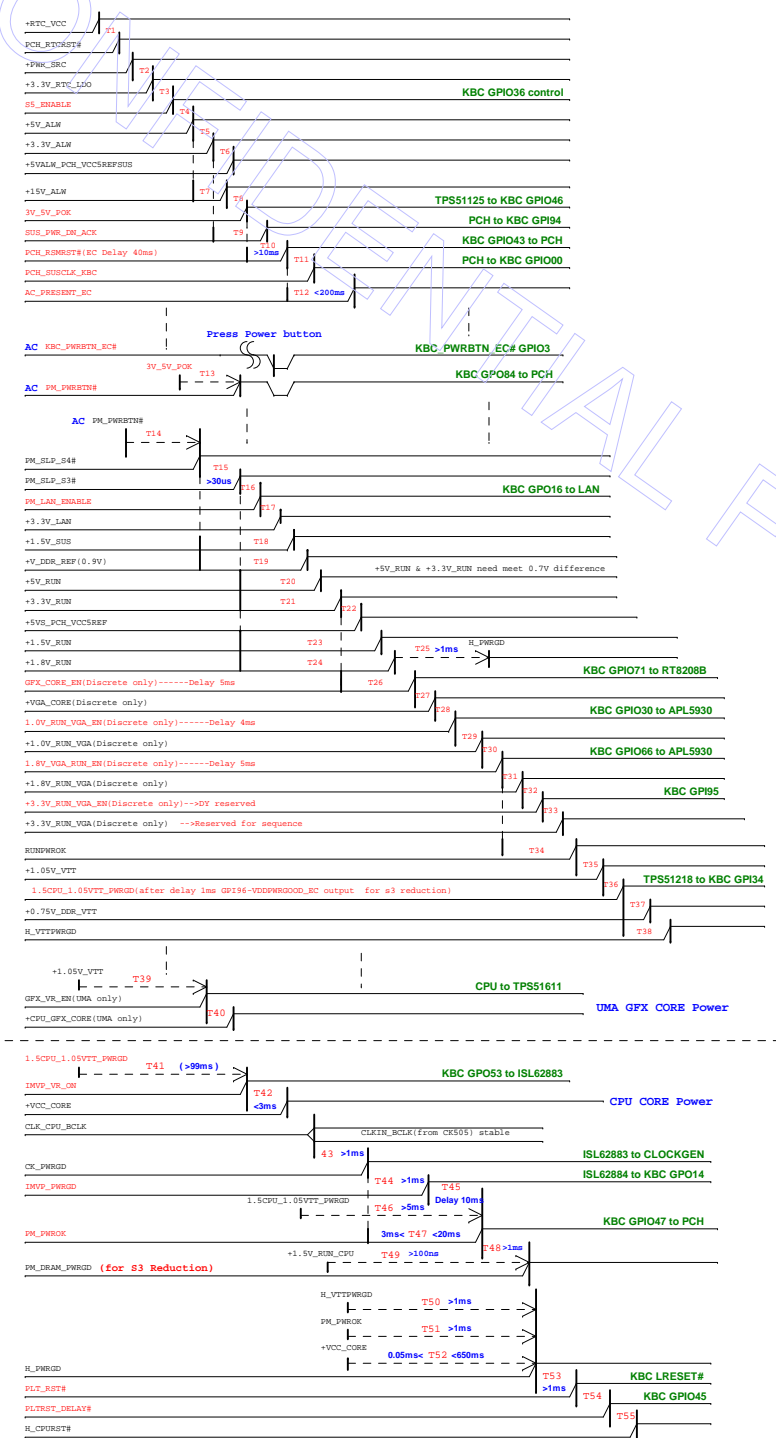 +RTC_VCC
T1
PCH_RTCRST#
+PWR_SRC
T2
+3.3V_RTC_LDO
T3
KBC GPIO36 control
S5_ENABLE
T4
+5V_ALW
T5
+3.3V_ALW
T6
+5VALW_PCH_VCC5REFSUS
+15V_ALW
T7
T8
TPS51125 to KBC GPIO46
3V_5V_POK
PCH to KBC GPI94
SUS_PWR_DN_ACK
T9
T10
KBC GPIO43 to PCH
PCH_RSMRST#(EC Delay 40ms)
>10ms
T11
PCH to KBC GPIO00
PCH_SUSCLK_KBC
AC_PRESENT_EC
T12 <200ms
Press Power button
AC KBC_PWRBTN_EC#
KBC_PWRBTN_EC# GPIO3
3V_5V_POK
T13
KBC GPO84 to PCH
AC PM_PWRBTN#
AC PM_PWRBTN#
T14
PM_SLP_S4#
T15
PM_SLP_S3#
>30us
T16
KBC GPO16 to LAN
PM_LAN_ENABLE
T17
+3.3V_LAN
+1.5V_SUS
T18
+V_DDR_REF(0.9V)
T19
+5V_RUN & +3.3V_RUN need meet 0.7V difference
+5V_RUN
T20
+3.3V_RUN
T21
T22
+5VS_PCH_VCC5REF
+1.5V_RUN
T23
H_PWRGD
T25 >1ms
+1.8V_RUN
T24
KBC GPIO71 to RT8208B
GFX_CORE_EN(Discrete only)------Delay 5ms
T26
T27
+VGA_CORE(Discrete only)
T28
KBC GPIO30 to APL5930
1.0V_RUN_VGA_EN(Discrete only)------Delay 4ms
T29
+1.0V_RUN_VGA(Discrete only)
T30
KBC GPIO66 to APL5930
1.8V_VGA_RUN_EN(Discrete only)------Delay 5ms
T31
+1.8V_RUN_VGA(Discrete only)
T32
KBC GPI95
+3.3V_RUN_VGA_EN(Discrete only)-->DY reserved
T33
+3.3V_RUN_VGA(Discrete only) -->Reserved for sequence
RUNPWROK
T34
T35
+1.05V_VTT
TPS51218 to KBC GPI34
T36
1.5CPU_1.05VTT_PWRGD(after delay 1ms GPI96-VDDPWRGOOD_EC output for s3 reduction)
T37
+0.75V_DDR_VTT
H_VTTPWRGD
T38
+1.05V_VTT
T39
CPU to TPS51611
GFX_VR_EN(UMA only)
T40
UMA GFX CORE Power
+CPU_GFX_CORE(UMA only)
1.5CPU_1.05VTT_PWRGD
T41 (>99ms)
KBC GPO53 to ISL62883
IMVP_VR_ON
T42
+VCC_CORE
<3ms
CPU CORE Power
CLK_CPU_BCLK
CLKIN_BCLK(from CK505) stable
43 >1ms
ISL62883 to CLOCKGEN
CK_PWRGD
T44 >1ms
ISL62884 to KBC GPO14
T45
IMVP_PWRGD
1.5CPU_1.05VTT_PWRGD
Delay 10ms
T46 >5ms
KBC GPIO47 to PCH
PM_PWROK
3ms< T47 <20ms
T48 >1ms
+1.5V_RUN_CPU
T49 >100ns
PM_DRAM_PWRGD (for S3 Reduction)
H_VTTPWRGD
T50 >1ms
PM_PWROK
T51 >1ms
+VCC_CORE
0.05ms< T52 <650ms
H_PWRGD
T53
KBC LRESET#
PLT_RST#
>1ms
T54
KBC GPIO45
PLTRST_DELAY#
T55
H_CPURST#